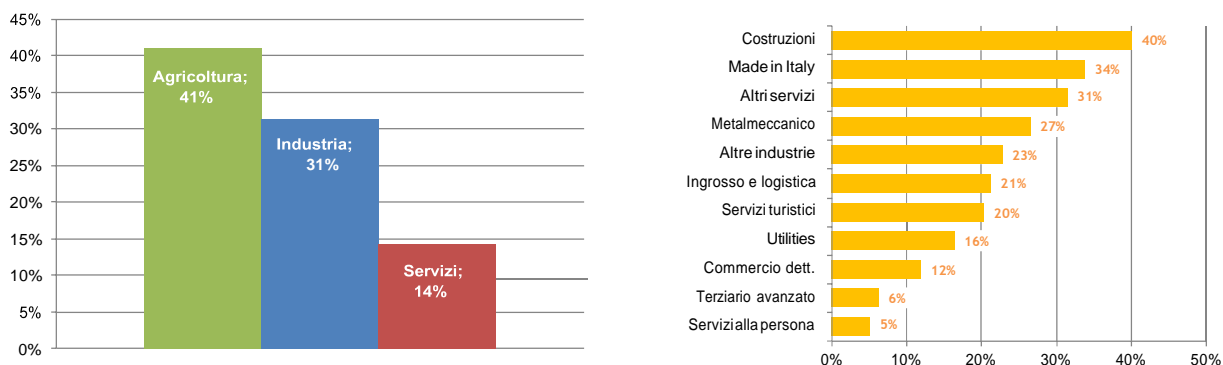 45%
40%
35%
30%
25%
20%
15%
10%
5%
0%
Agricoltura;
41%
Industria;
31%
Servizi;
14%
Costruzioni 40%
Made in Italy 34%
Altri servizi 31%
Metalmeccanico 27%
Altre industrie 23%
Ingrosso e logistica 21%
Servizi turistici 20%
Utilities 16%
Commercio dett. 12%
Terziario avanzato 6%
Servizi alla persona 5%
0% 10% 20% 30% 40% 50%